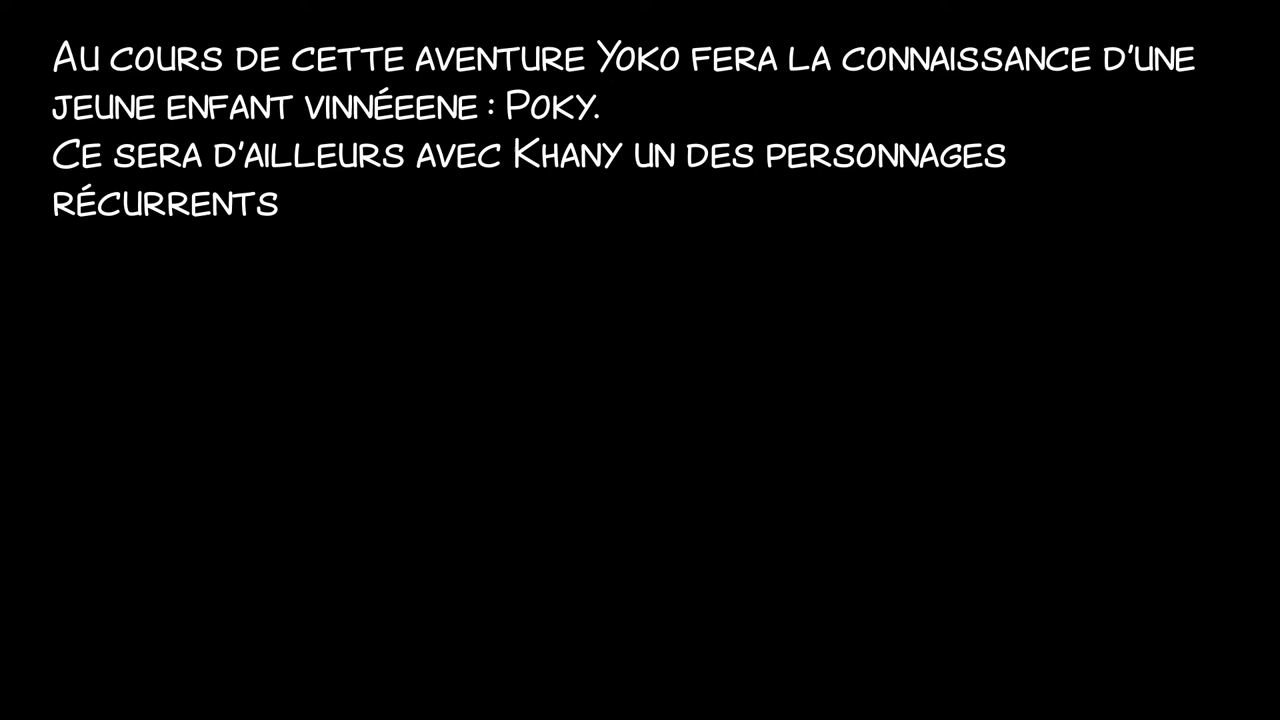 Au cours de cette aventure Yoko fera la connaissance d'une
jeune enfant vinnéeene : Poky.
Ce sera d'ailleurs avec Khany un des personnages
récurrents